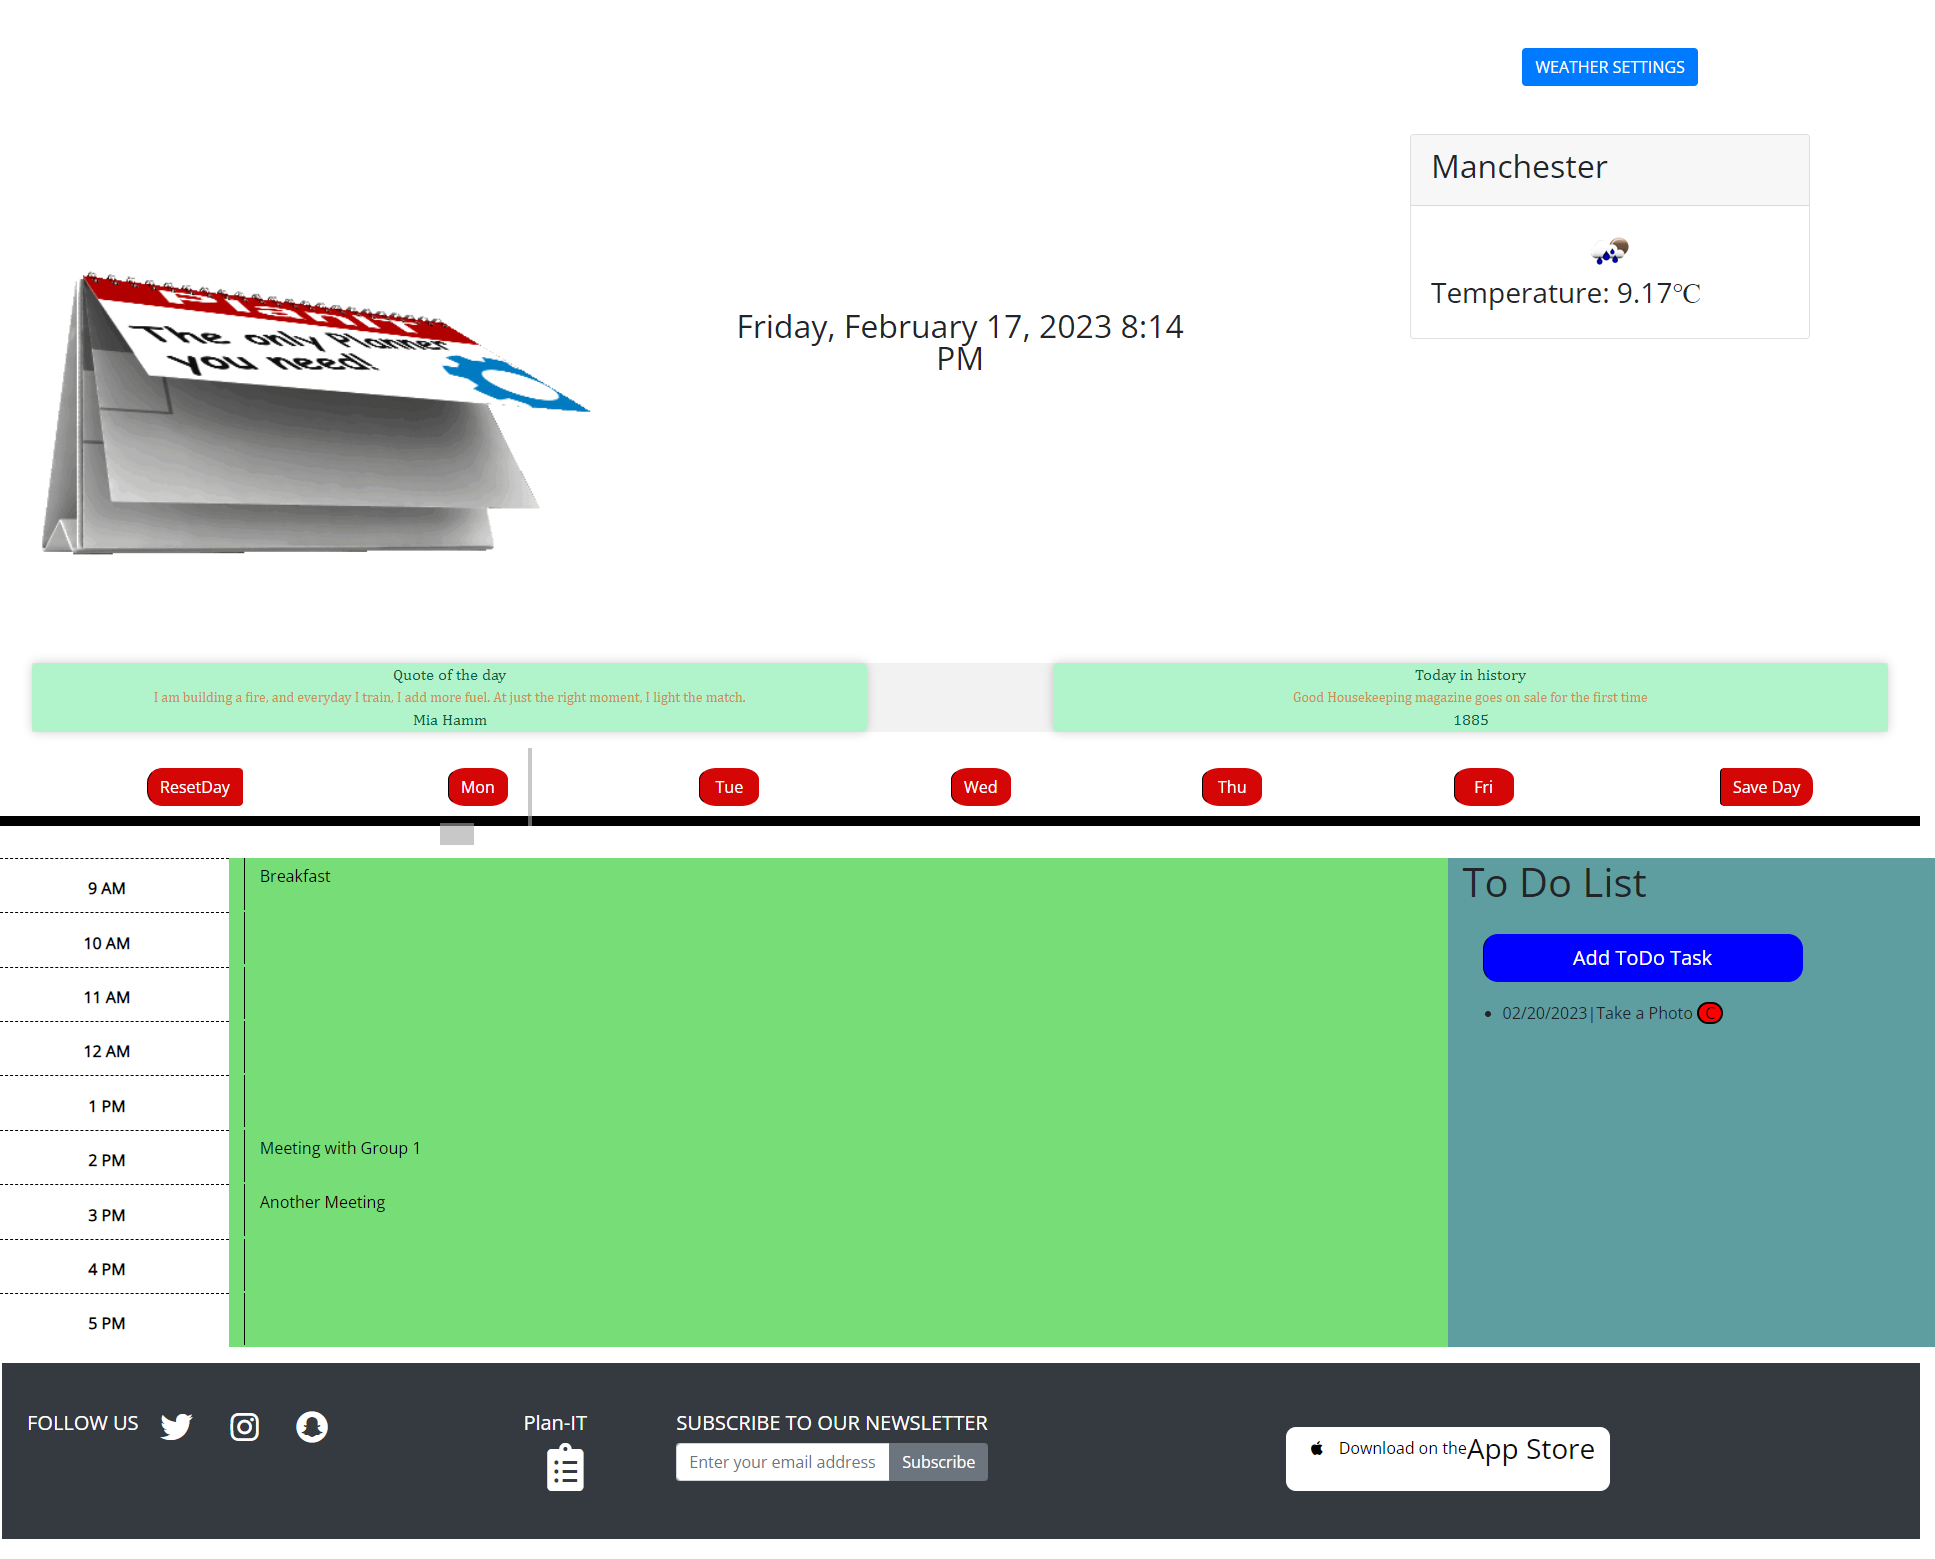 WEATHER SETTINGS
Manchester
Temperature: 9.17℃
The only Planner
you need!
Friday, February 17, 2023 8:14
PM
Quote of the day
I am building a fire, and everyday I train, I add more fuel. At just the right moment, I light the match.
Mia Hamm
Today in history
Good Housekeeping magazine goes on sale for the first time
1885
ResetDay
Mon
Tue
Wed
Thu
Fri
Save Day
9 AM
Breakfast
10 AM
11 AM
12 AM
1 PM
2 PM
Meeting with Group 1
3 PM
Another Meeting
4 PM
5 PM
To Do List
Add ToDo Task
02/20/2023|Take a Photo C
FOLLOW US
Plan-IT
SUBSCRIBE TO OUR NEWSLETTER
Enter your email address
Subscribe
Download on the App Store